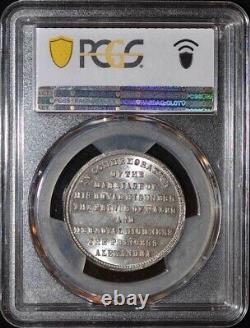 PCGS
IN COMMEMORATION
OF THE
MARRIAGE OF
HIS ROYAL HIGHNESS
THE PRINCE OF WALES
AND
HER ROYAL HIGHNESS
THE PRINCESS
ALEXANDRA